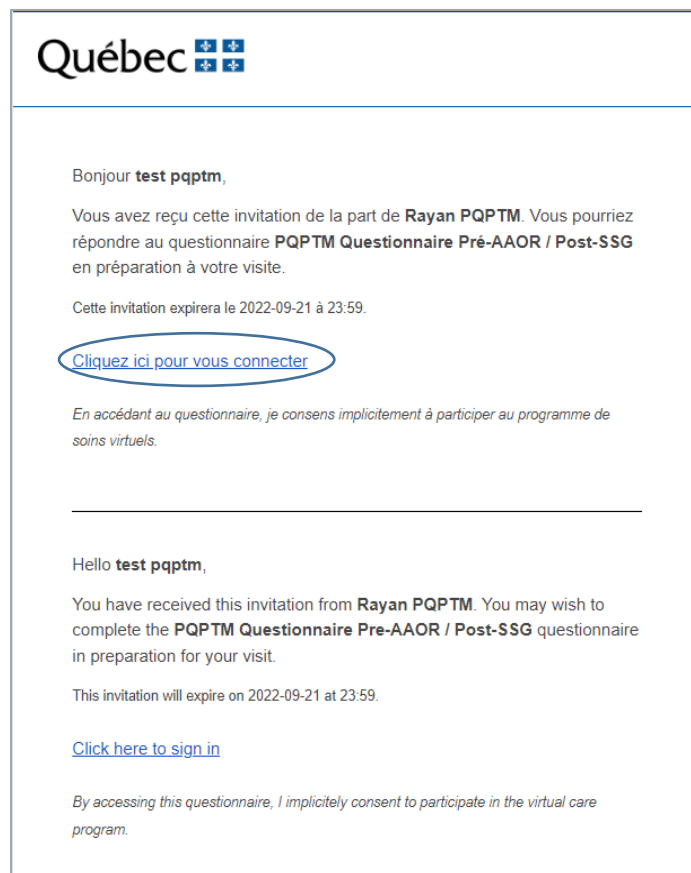 Québec
Bonjour test pqptm,
Vous avez reçu cette invitation de la part de Rayan PQPTM. Vous pourriez
répondre au questionnaire PQPTM Questionnaire Pré-AAOR / Post-SSG
en préparation à votre visite.
Cette invitation expirera le 2022-09-21 à 23:59.
Cliquez ici pour vous connecter
En accédant au questionnaire, je consens implicitement à participer au programme de
soins virtuels.
Hello test pqptm,
You have received this invitation from Rayan PQPTM. You may wish to
complete the PQPTM Questionnaire Pre-AAOR / Post-SSG questionnaire
in preparation for your visit.
This invitation will expire on 2022-09-21 at 23:59.
Click here to sign in
By accessing this questionnaire, I implicitely consent to participate in the virtual care
program.